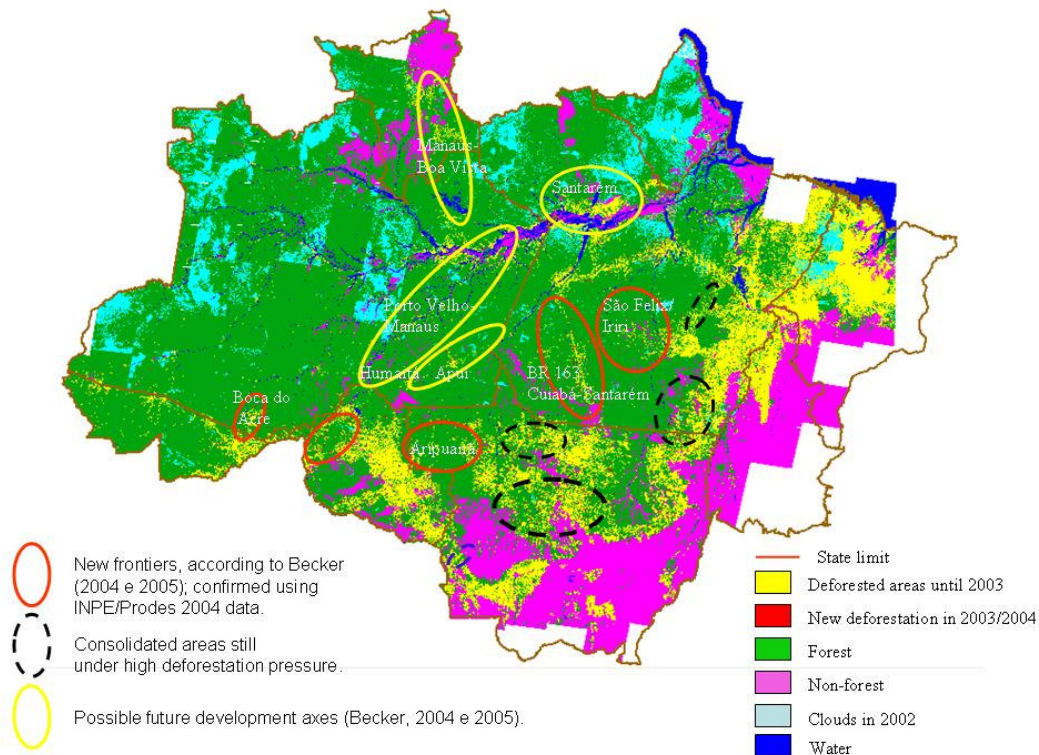 Manaus-
Boa Vista
Santarém
Porto Velho-
Manaus
São Felix/
Iriri
Humaitá
Apuí
BR 163
Cuiabá-Santarém
Boca do
Acre
Aripuanã
New frontiers, according to Becker
(2004 e 2005); confirmed using
INPE/Prodes 2004 data.
Consolidated areas still
under high deforestation pressure.
Possible future development axes (Becker, 2004 e 2005).
State limit
Deforested areas until 2003
New deforestation in 2003/2004
Forest
Non-forest
Clouds in 2002
Water